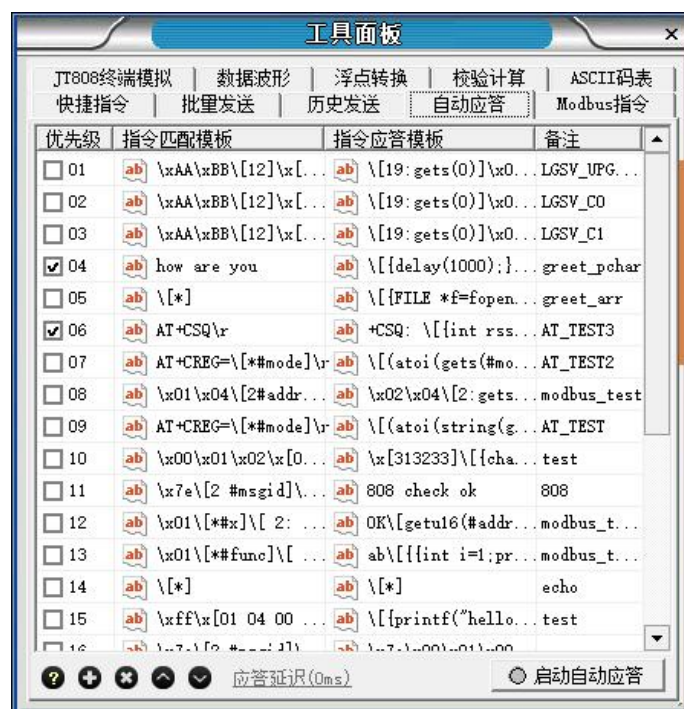 工具面板
JT808终端模拟 数据波形 浮点转换 校验计算 ASCII码表
快捷指令 批量发送 历史发送 自动应答 Modbus指令
优先级 指令匹配模板 指令应答模板 备注
01 \xAA\xBB\[12]\x[... \[19:gets(0)]\x0... LGSV_UPG...
02 \xAA\xBB\[12]\x[... \[19:gets(0)]\x0... LGSV_C0
03 \xAA\xBB\[12]\x[... \[19:gets(0)]\x0... LGSV_C1
04 how are you \[{delay(1000);}... greet_pchar
05 \[*] \[{FILE *f=fopen... greet_arr
06 AT+CSQ\r +CSQ: \[{int rss... AT_TEST3
07 AT+CREG=\[*#mode]\r \[(atoi(gets(#mo... AT_TEST2
08 \x01\x04\[2#addr... \x02\x04\[2:gets... modbus_test
09 AT+CREG=\[*#mode]\r \[(atoi(string(g... AT_TEST
10 \x00\x01\x02\x[0... \x[313233]\[{cha... test
11 \x7e\[2 #msgid]\... 808 check ok 808
12 \x01\[*#x]\[ 2: ... OK\[getu16(#addr... modbus_t...
13 \x01\[*#func]\[ ... ab\[{{int i=1;pr... modbus_t...
14 \[*] \[*] echo
15 \xff\x[01 04 00 ... \[{printf("hello... test
应答延迟(0ms) 启动自动应答